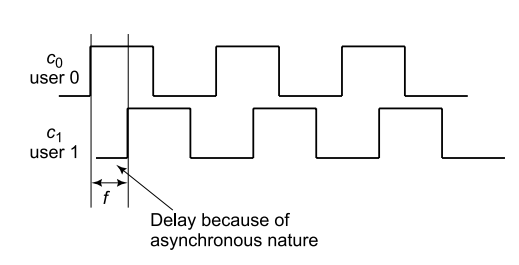 c0
user 0
c1
user 1
f
Delay because of
asynchronous nature